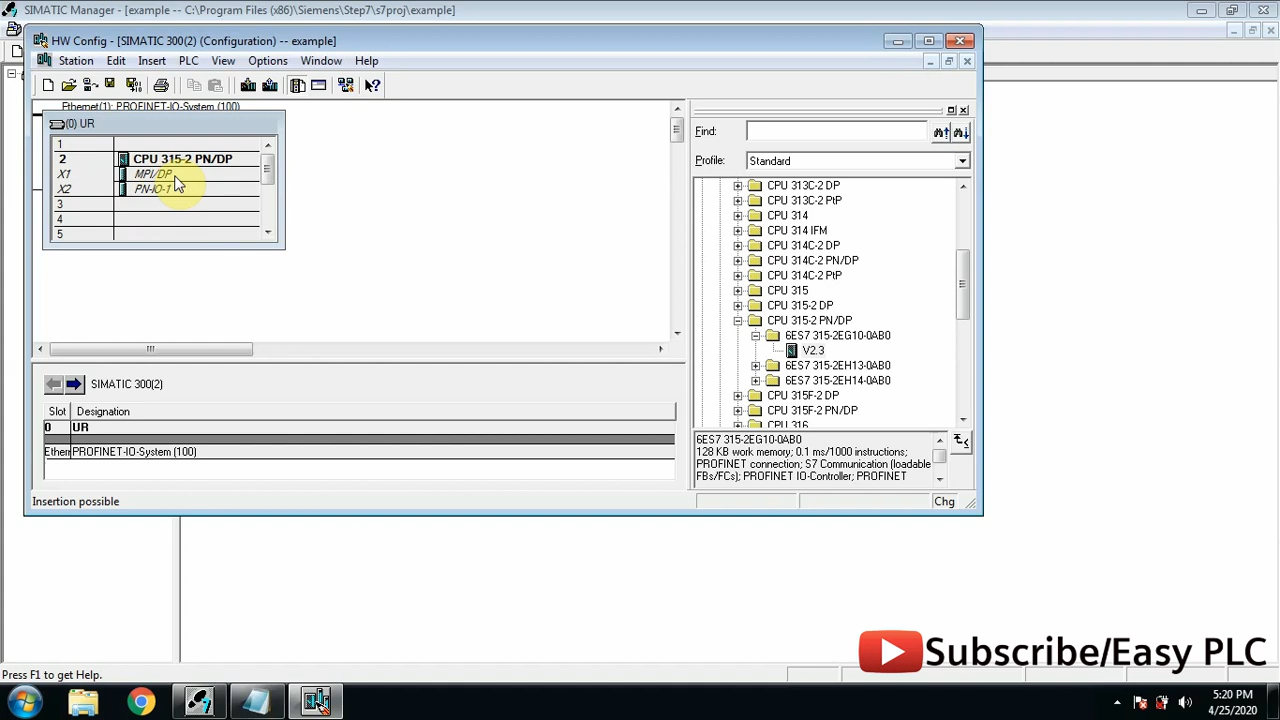 SIMATIC Manager - [example -- C:\Program Files (x86)\Siemens\Step7\s7proj\example]
HW Config - [SIMATIC 300(2) (Configuration) -- example]
Station Edit Insert PLC View Options Window Help
Ethernet(1): PROFINET-IO-System (100)
(0) UR
1
2 CPU 315-2 PN/DP
X1 MPI/DP
X2 PN-IO-1
3
4
5
Find:
Profile: Standard
CPU 313C-2 DP
CPU 313C-2 PtP
CPU 314
CPU 314 IFM
CPU 314C-2 DP
CPU 314C-2 PN/DP
CPU 314C-2 PtP
CPU 315
CPU 315-2 DP
CPU 315-2 PN/DP
6ES7 315-2EG10-0AB0
V2.3
6ES7 315-2EH13-0AB0
6ES7 315-2EH14-0AB0
CPU 315F-2 DP
CPU 315F-2 PN/DP
CPU 316
SIMATIC 300(2)
Slot Designation
0 UR
Ether PROFINET-IO-System (100)
6ES7 315-2EG10-0AB0
128 KB work memory; 0.1 ms/1000 instructions;
PROFINET connection; S7 Communication (loadable
FBs/FCs); PROFINET IO-Controller; PROFINET
Insertion possible
Chg
Subscribe/Easy PLC
Press F1 to get Help.
5:20 PM
4/25/2020